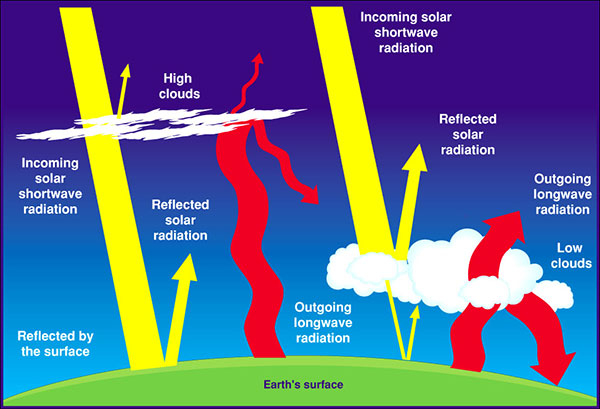 Incoming solar
shortwave
radiation
High
clouds
Reflected
solar
radiation
Incoming
solar
shortwave
radiation
Reflected
solar
radiation
Outgoing
longwave
radiation
Low
clouds
Outgoing
longwave
radiation
Reflected by
the surface
Earth's surface